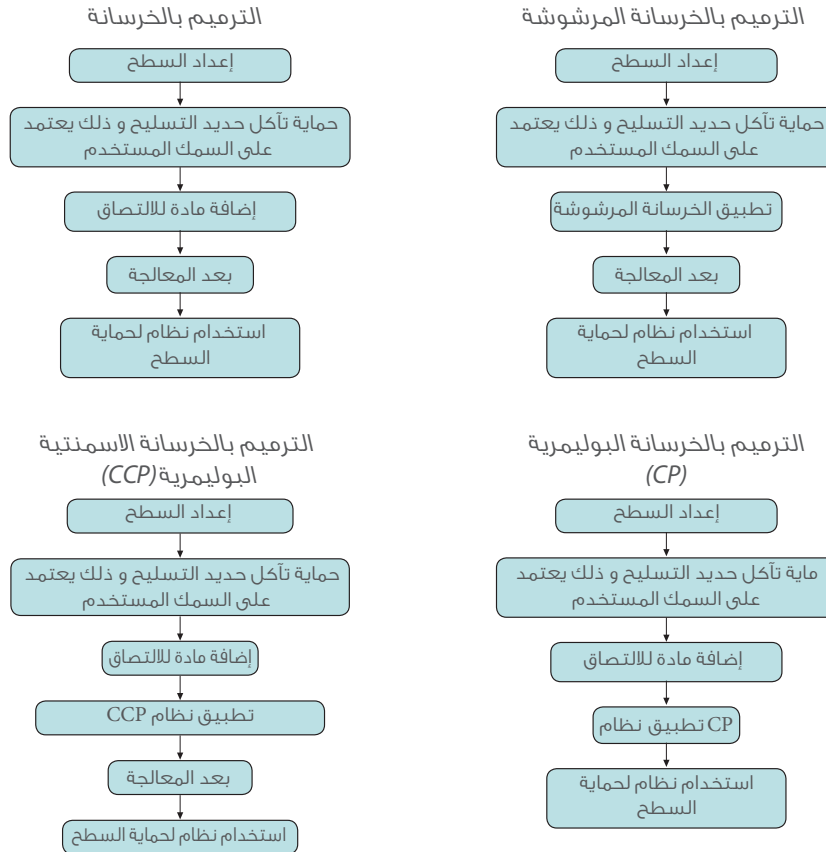 الترميم بالخرسانة المرشوشة
إعداد السطح
حماية تآكل حديد التسليح و ذلك يعتمد
على السمك المستخدم
تطبيق الخرسانة المرشوشة
بعد المعالجة
استخدام نظام لحماية
السطح
الترميم بالخرسانة
إعداد السطح
حماية تآكل حديد التسليح و ذلك يعتمد
على السمك المستخدم
إضافة مادة للالتصاق
بعد المعالجة
استخدام نظام لحماية
السطح
الترميم بالخرسانة البوليمرية
(CP)
إعداد السطح
ماية تآكل حديد التسليح و ذلك يعتمد
على السمك المستخدم
إضافة مادة للالتصاق
CP تطبيق نظام
استخدام نظام لحماية
السطح
الترميم بالخرسانة الاسمنتية
البوليمرية (CCP)
إعداد السطح
حماية تآكل حديد التسليح و ذلك يعتمد
على السمك المستخدم
إضافة مادة للالتصاق
تطبيق نظام CCP
بعد المعالجة
استخدام نظام لحماية السطح